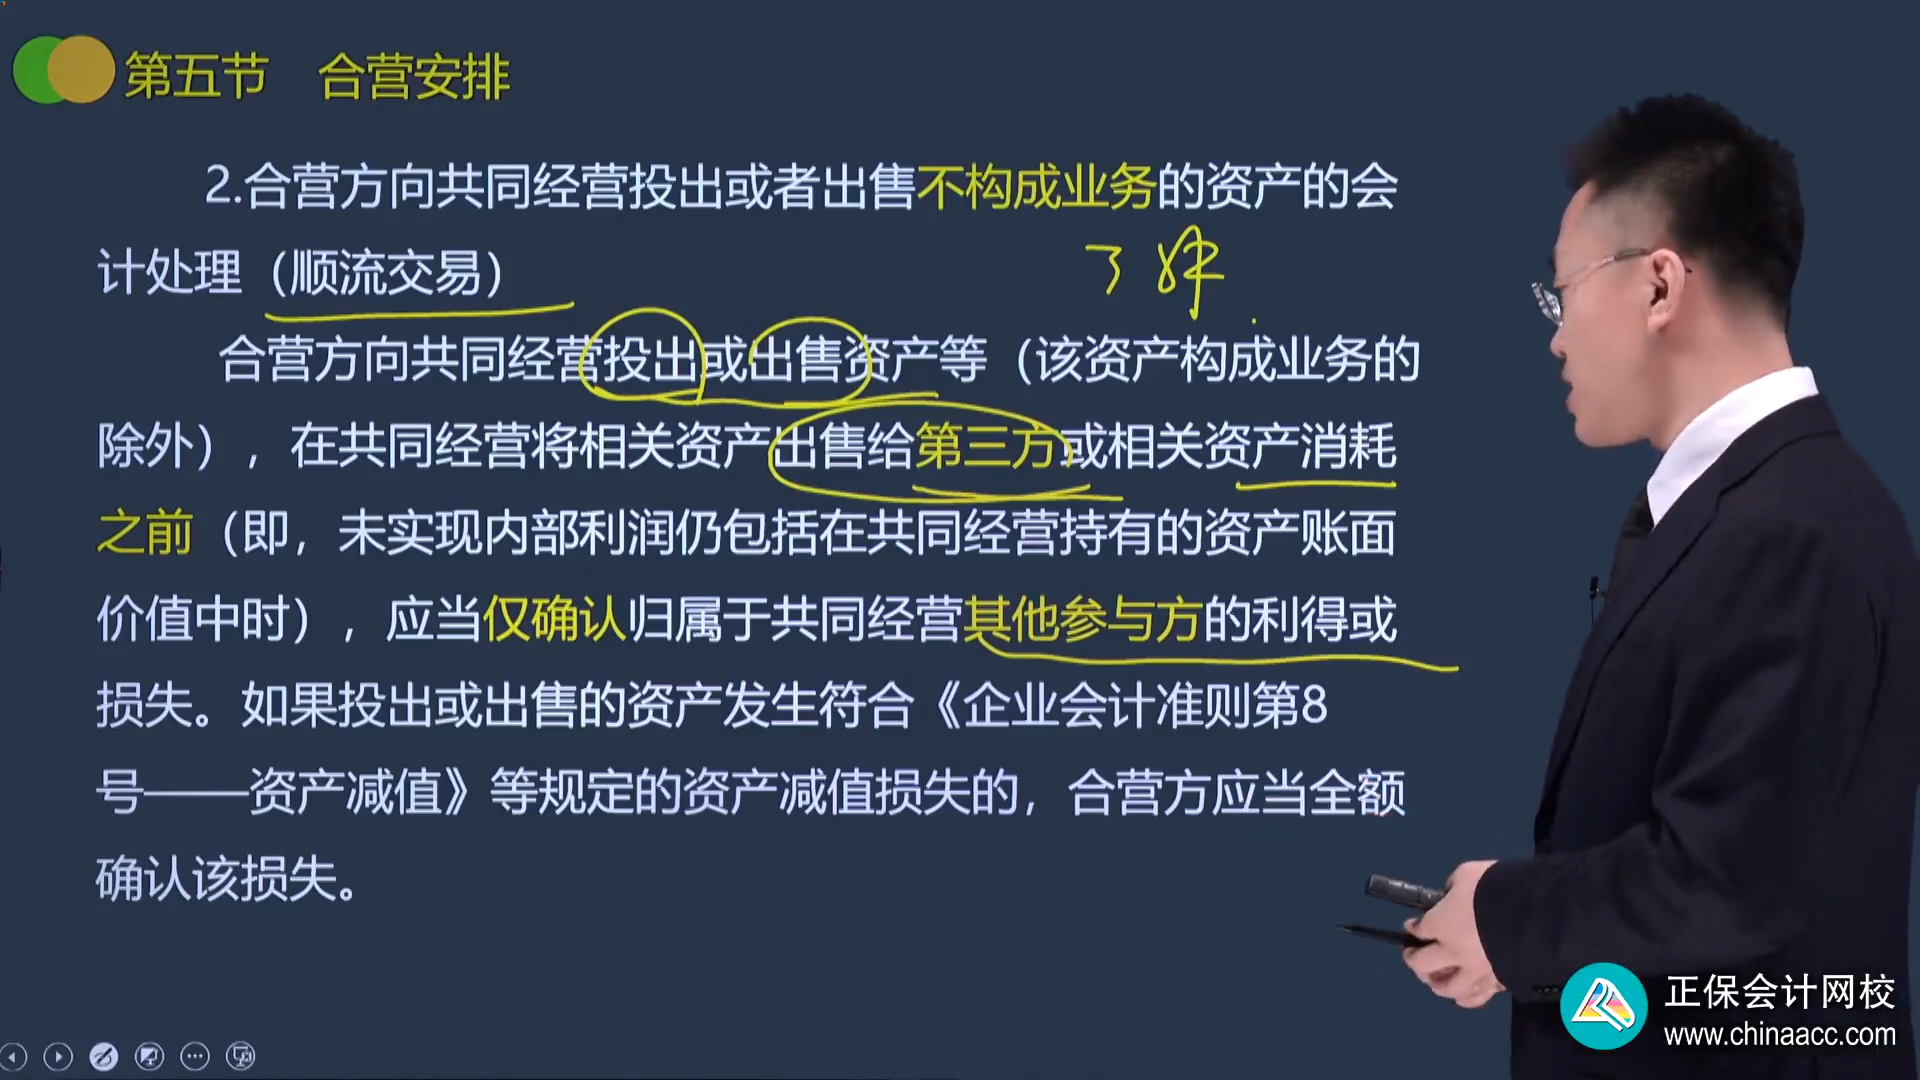 第五节 合营安排
2.合营方向共同经营投出或者出售不构成业务的资产的会
计处理（顺流交易）
了解
合营方向共同经营投出或出售资产等（该资产构成业务的
除外），在共同经营将相关资产出售给第三方或相关资产消耗
之前（即，未实现内部利润仍包括在共同经营持有的资产账面
价值中时），应当仅确认归属于共同经营其他参与方的利得或
损失。如果投出或出售的资产发生符合《企业会计准则第8
号——资产减值》等规定的资产减值损失的，合营方应当全额
确认该损失。
正保会计网校
www.chinaacc.com